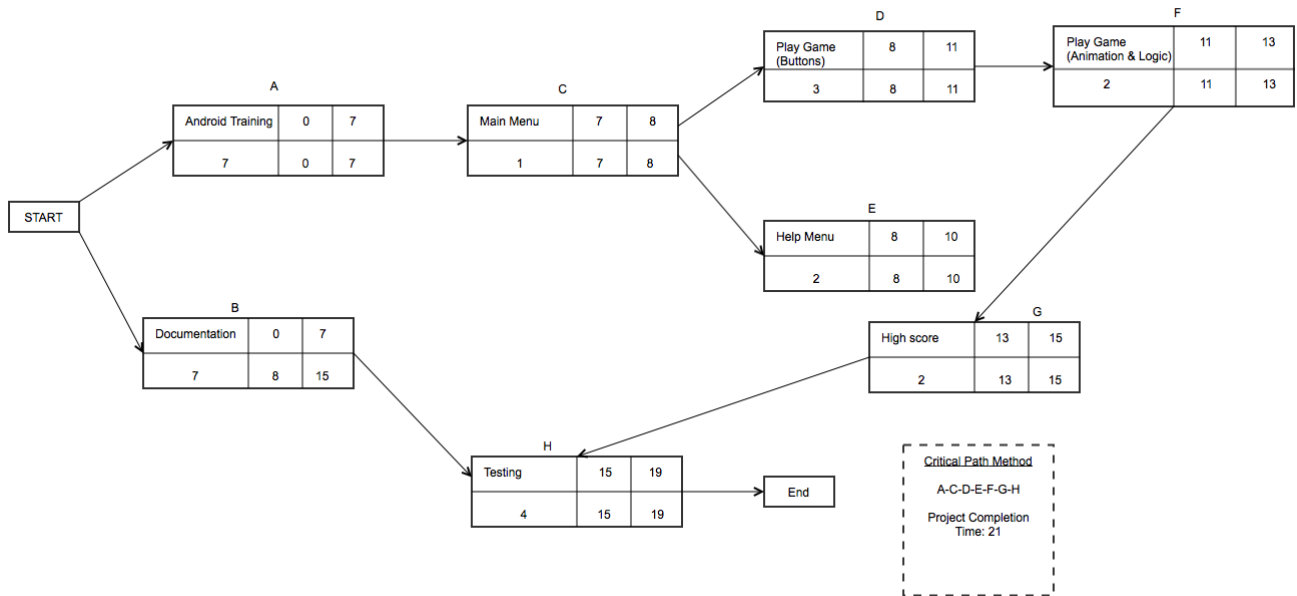 D
Play Game
(Buttons)
8
11
3
8
11
F
Play Game
(Animation & Logic)
11
13
2
11
13
A
Android Training
0
7
7
0
7
C
Main Menu
7
8
1
7
8
START
E
Help Menu
8
10
2
8
10
B
Documentation
0
7
7
8
15
G
High score
13
15
2
13
15
H
Testing
15
19
4
15
19
End
Critical Path Method
A-C-D-E-F-G-H
Project Completion
Time: 21